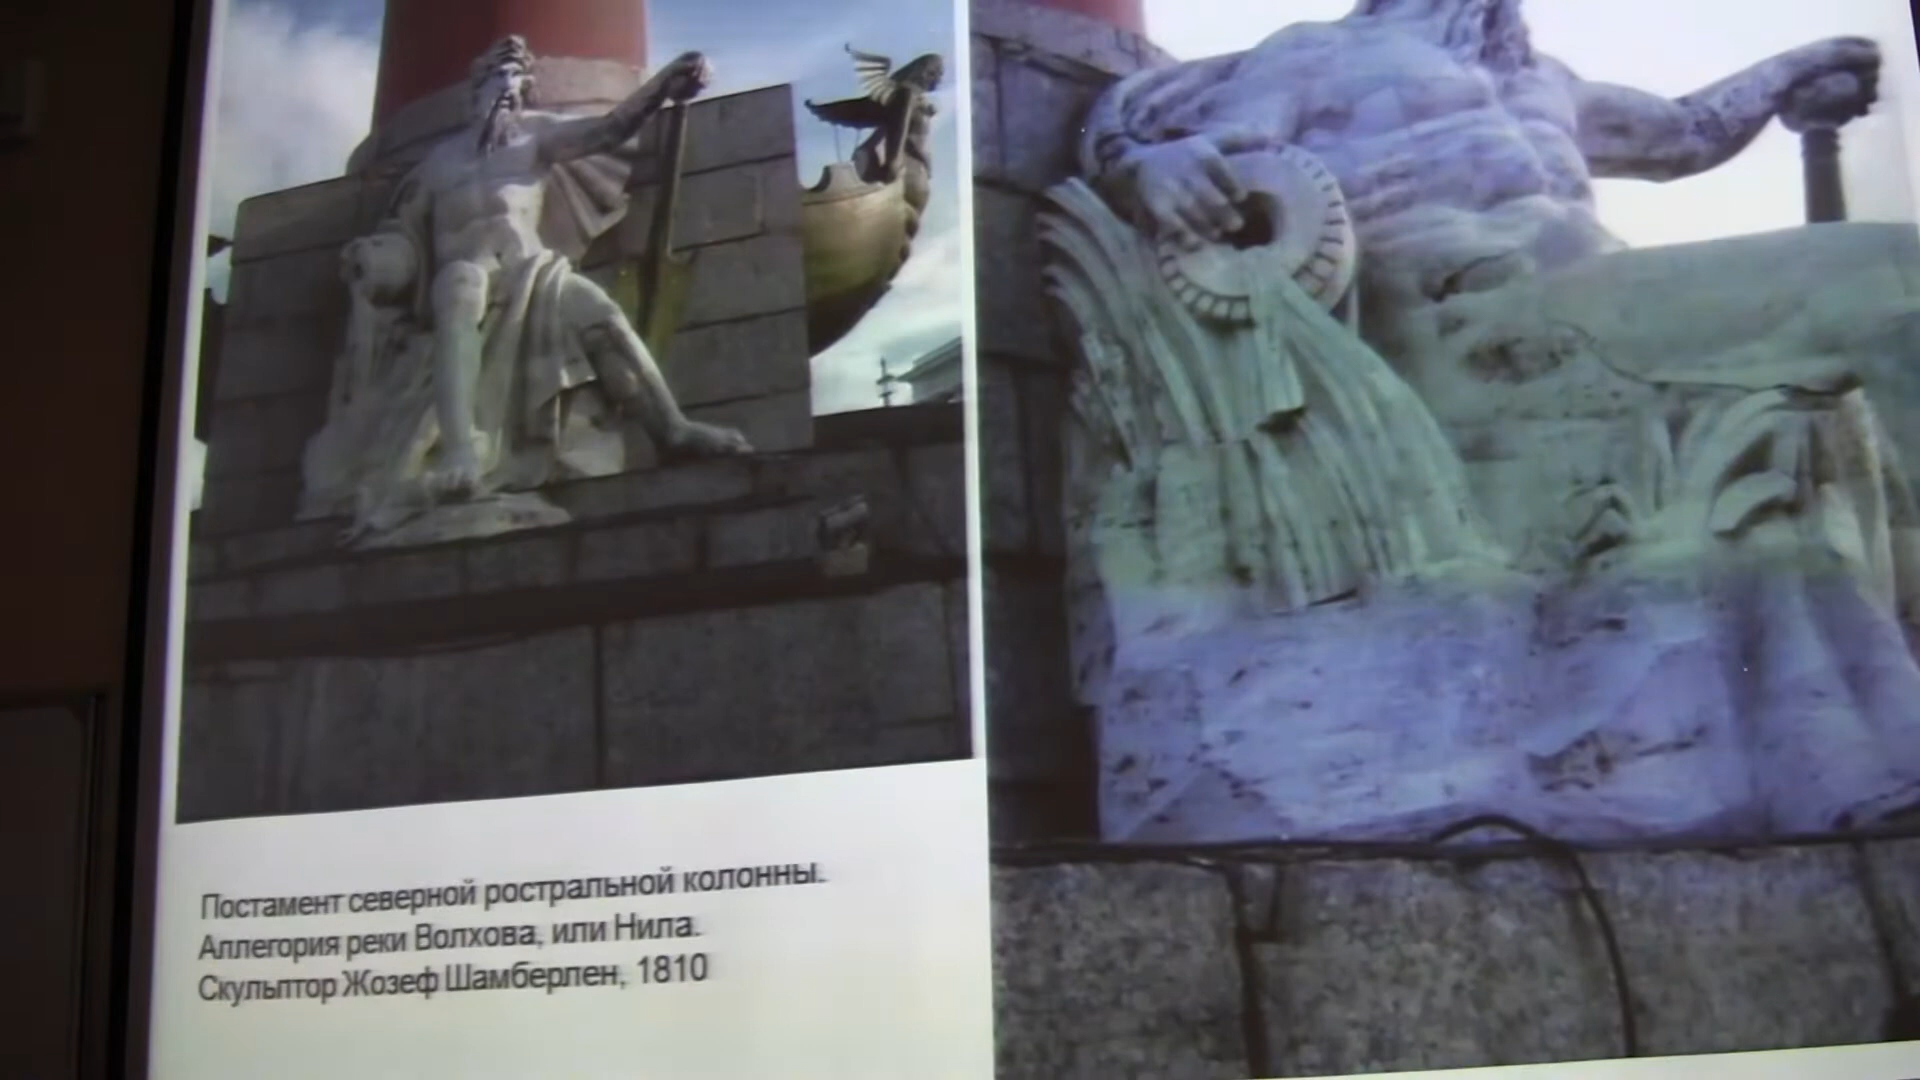 Постамент северной ростральной колонны.
Аллегория реки Волхова, или Нила.
Скульптор Жозеф Шамберлен, 1810